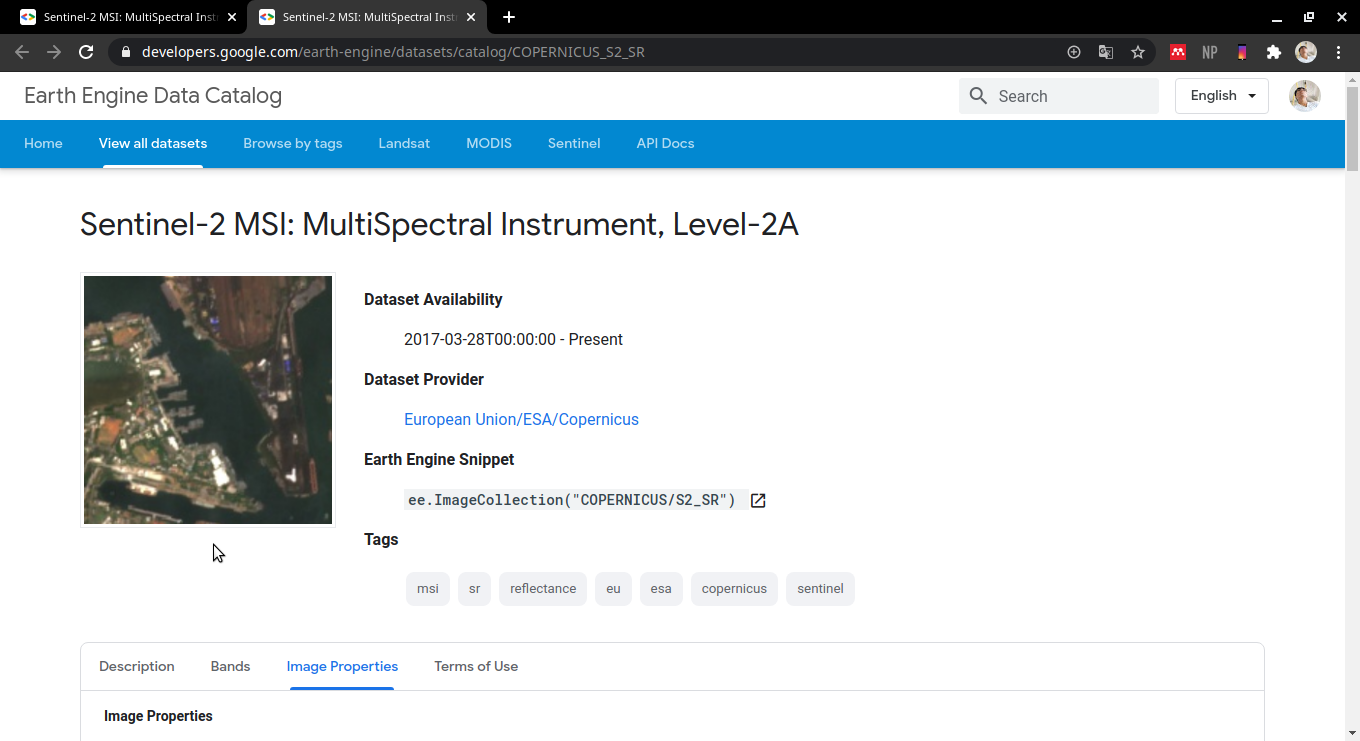 Sentinel-2 MSI: MultiSpectral Inst
Sentinel-2 MSI: MultiSpectral Inst
developers.google.com/earth-engine/datasets/catalog/COPERNICUS_S2_SR
NP
Earth Engine Data Catalog
Search
English
Home
View all datasets
Browse by tags
Landsat
MODIS
Sentinel
API Docs
Sentinel-2 MSI: MultiSpectral Instrument, Level-2A
Dataset Availability
2017-03-28T00:00:00 - Present
Dataset Provider
European Union/ESA/Copernicus
Earth Engine Snippet
ee.ImageCollection("COPERNICUS/S2_SR")
Tags
msi
sr
reflectance
eu
esa
copernicus
sentinel
Description
Bands
Image Properties
Terms of Use
Image Properties